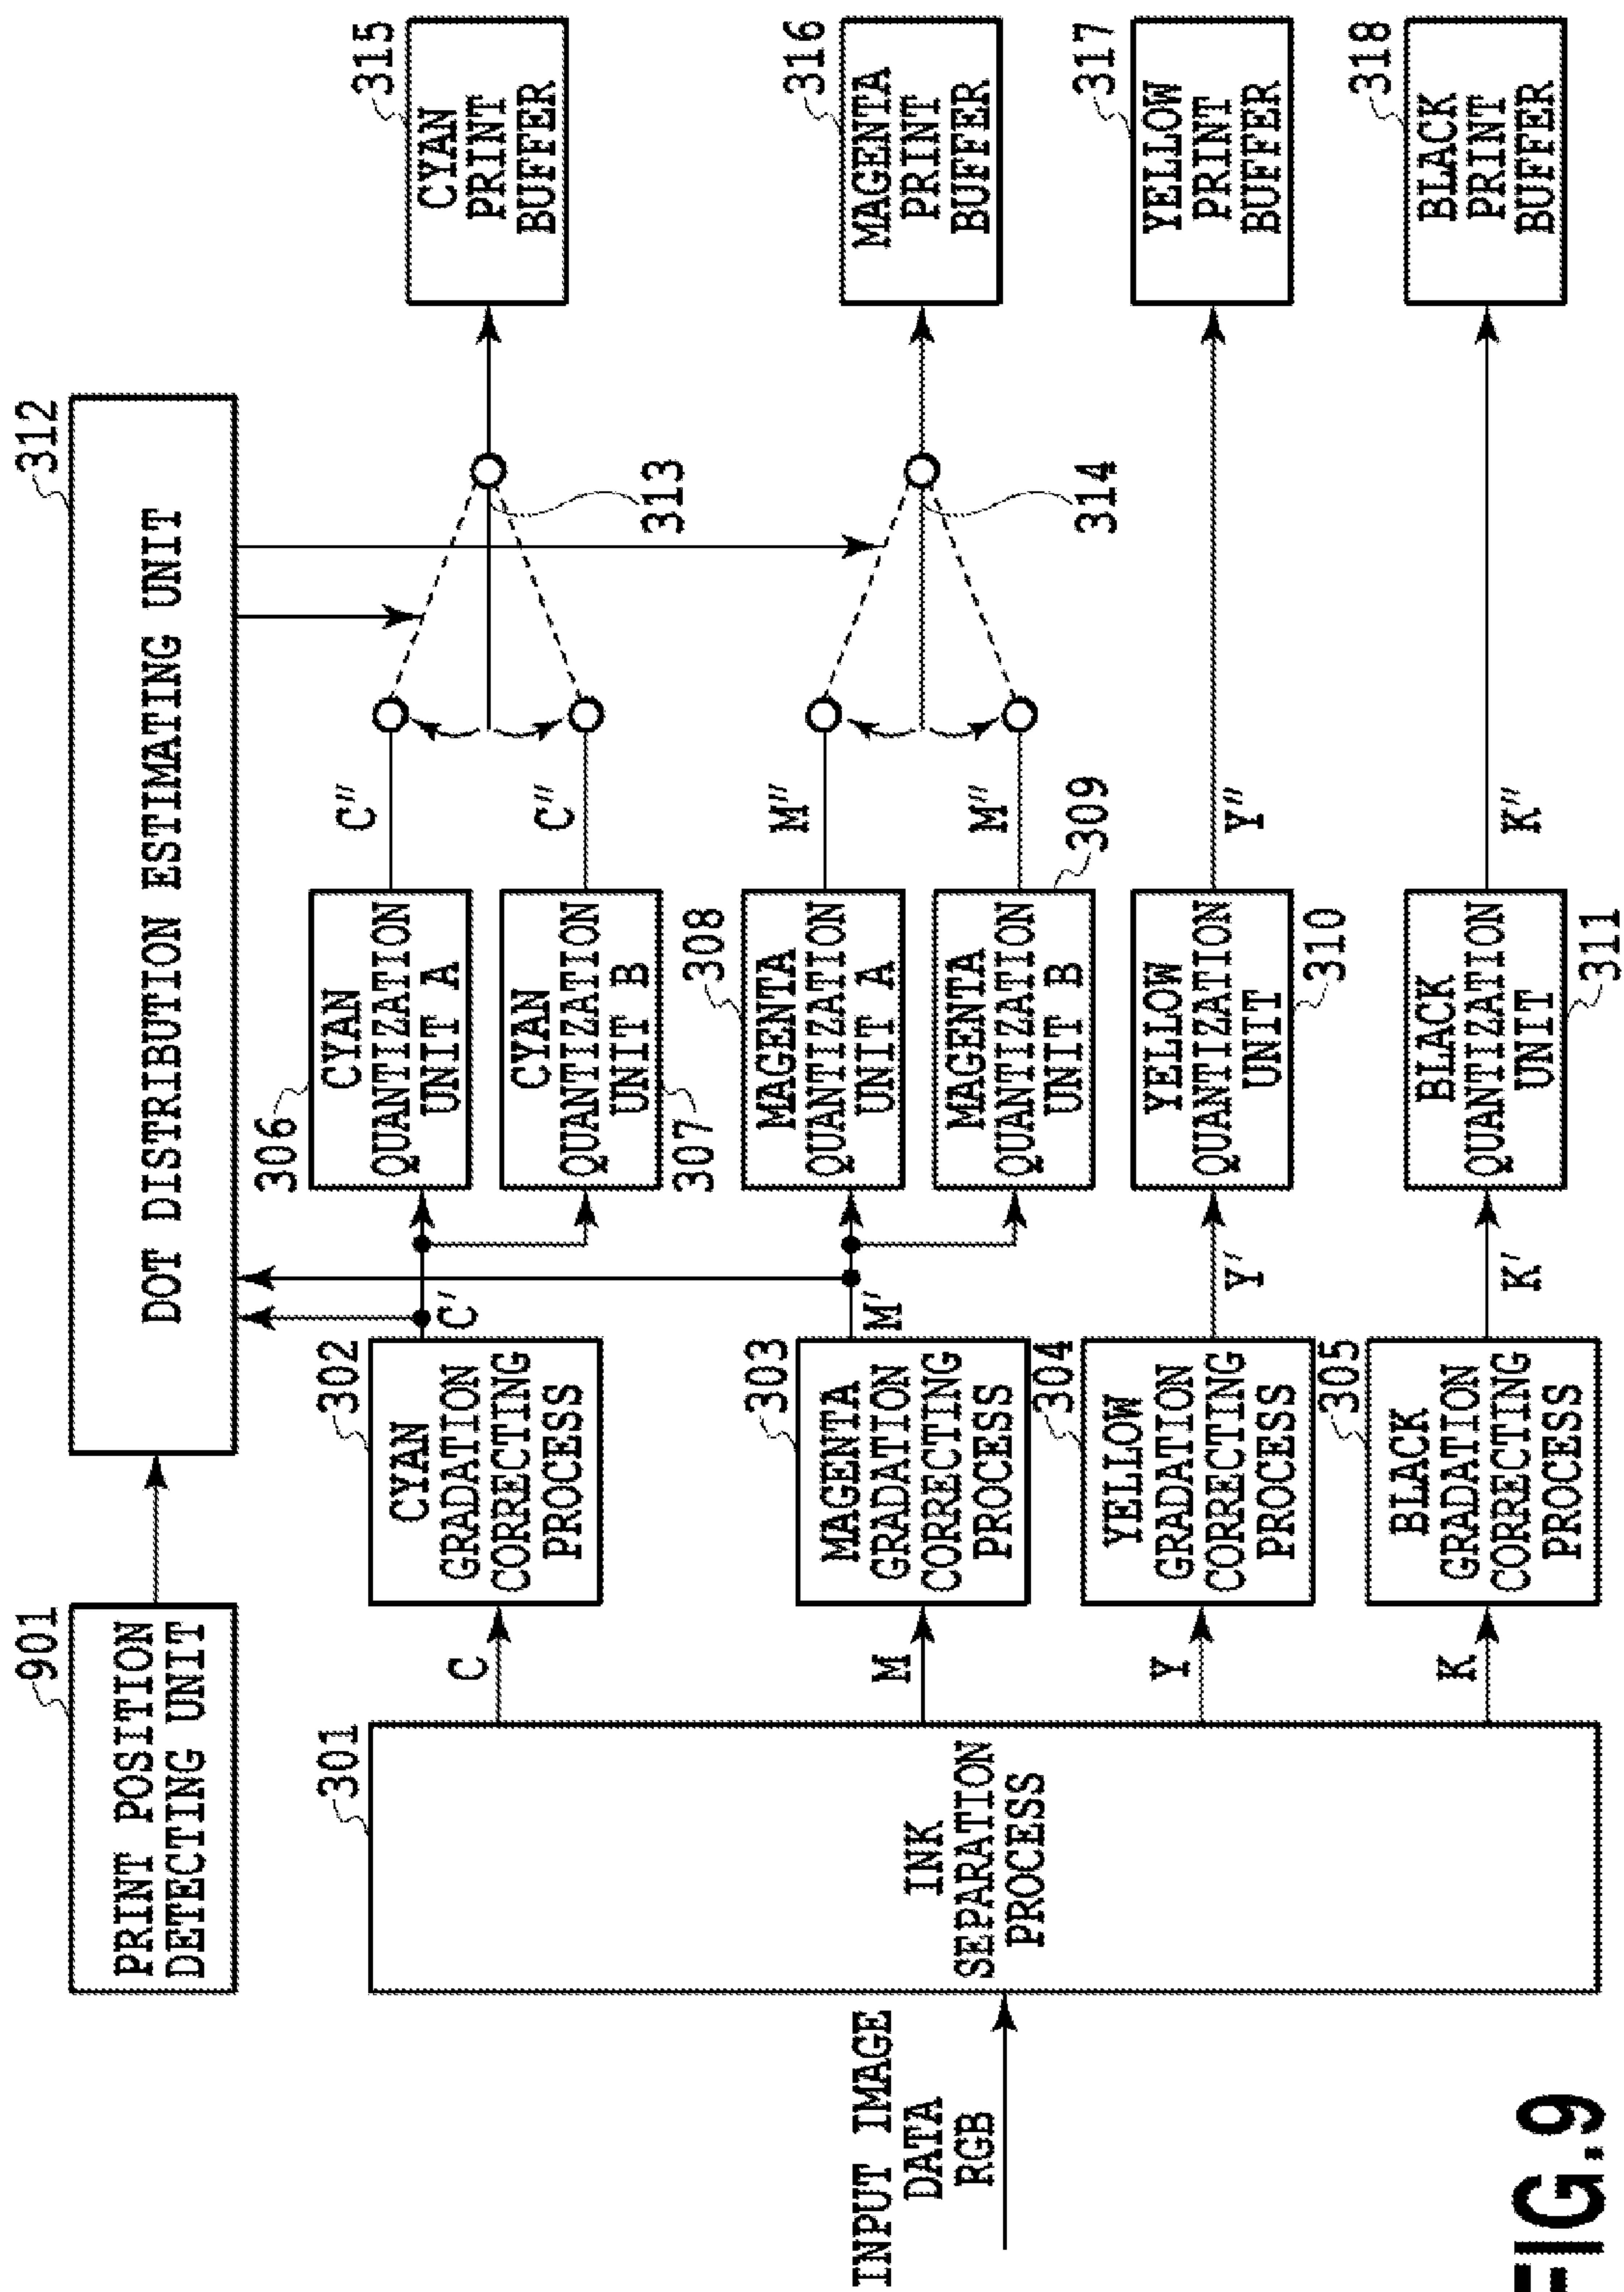 901
PRINT POSITION
DETECTING UNIT
312
DOT DISTRIBUTION ESTIMATING UNIT
INPUT IMAGE
DATA
RGB
301
INK
SEPARATION
PROCESS
C
M
Y
K
302
CYAN
GRADATION
CORRECTING
PROCESS
303
MAGENTA
GRADATION
CORRECTING
PROCESS
304
YELLOW
GRADATION
CORRECTING
PROCESS
305
BLACK
GRADATION
CORRECTING
PROCESS
C′
M′
Y′
K′
306
CYAN
QUANTIZATION
UNIT A
CYAN
QUANTIZATION
UNIT B
307
308
MAGENTA
QUANTIZATION
UNIT A
MAGENTA
QUANTIZATION
UNIT B
309
YELLOW
QUANTIZATION
UNIT
310
BLACK
QUANTIZATION
UNIT
311
C″
C″
M″
M″
Y″
K″
313
314
315
CYAN
PRINT
BUFFER
316
MAGENTA
PRINT
BUFFER
317
YELLOW
PRINT
BUFFER
318
BLACK
PRINT
BUFFER
FIG.9